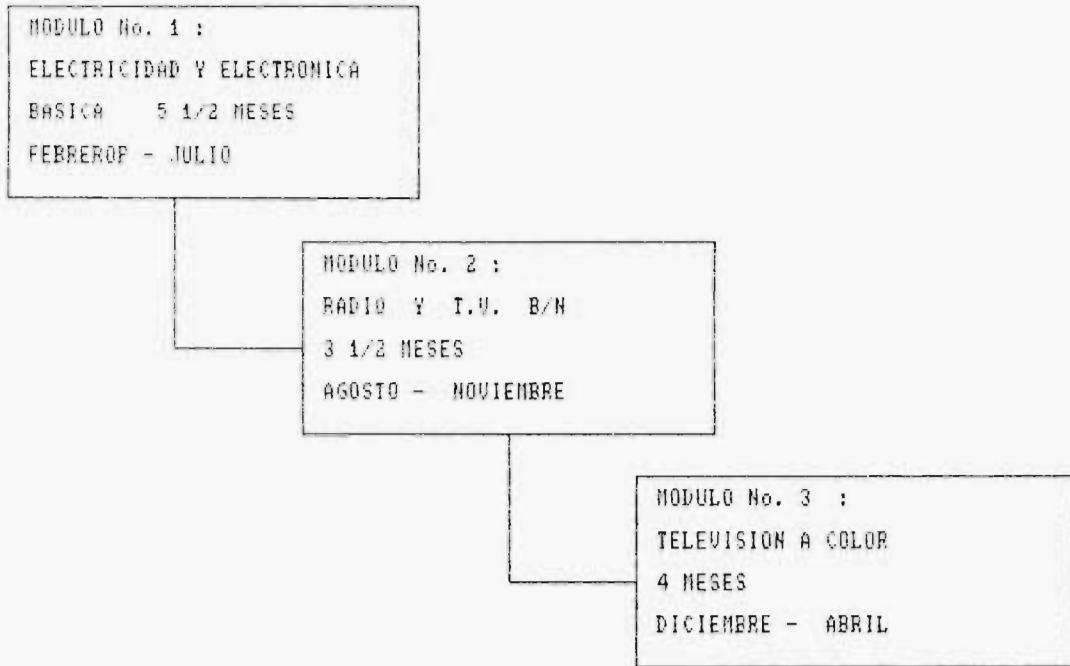 MODULO No. 1 :
ELECTRICIDAD Y ELECTRONICA
BASICA 5 1/2 MESES
FEBREROP - JULIO
MODULO No. 2 :
RADIO Y T.V. B/N
3 1/2 MESES
AGOSTO - NOVIEMBRE
MODULO No. 3 :
TELEVISION A COLOR
4 MESES
DICIEMBRE - ABRIL